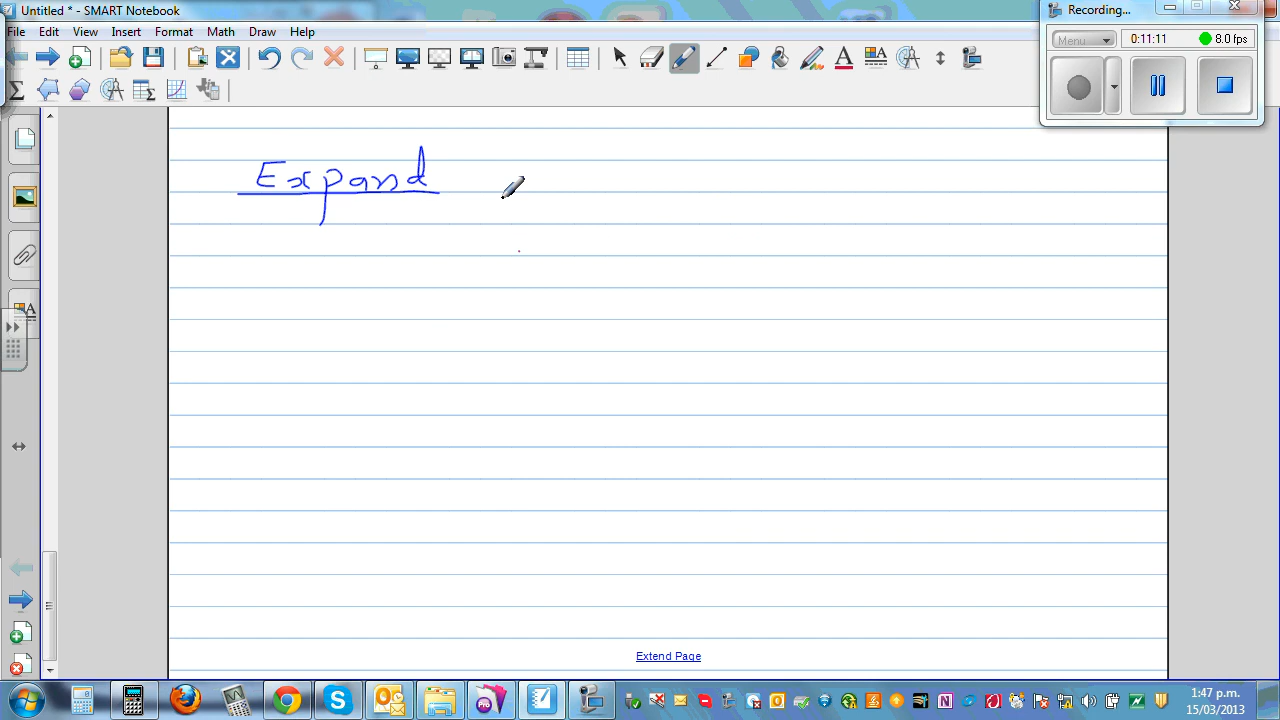 Untitled * - SMART Notebook
Recording...
File Edit View Insert Format Math Draw Help
Menu 0:11:11 8.0 fps
Expand
Extend Page
1:47 p.m.
15/03/2013